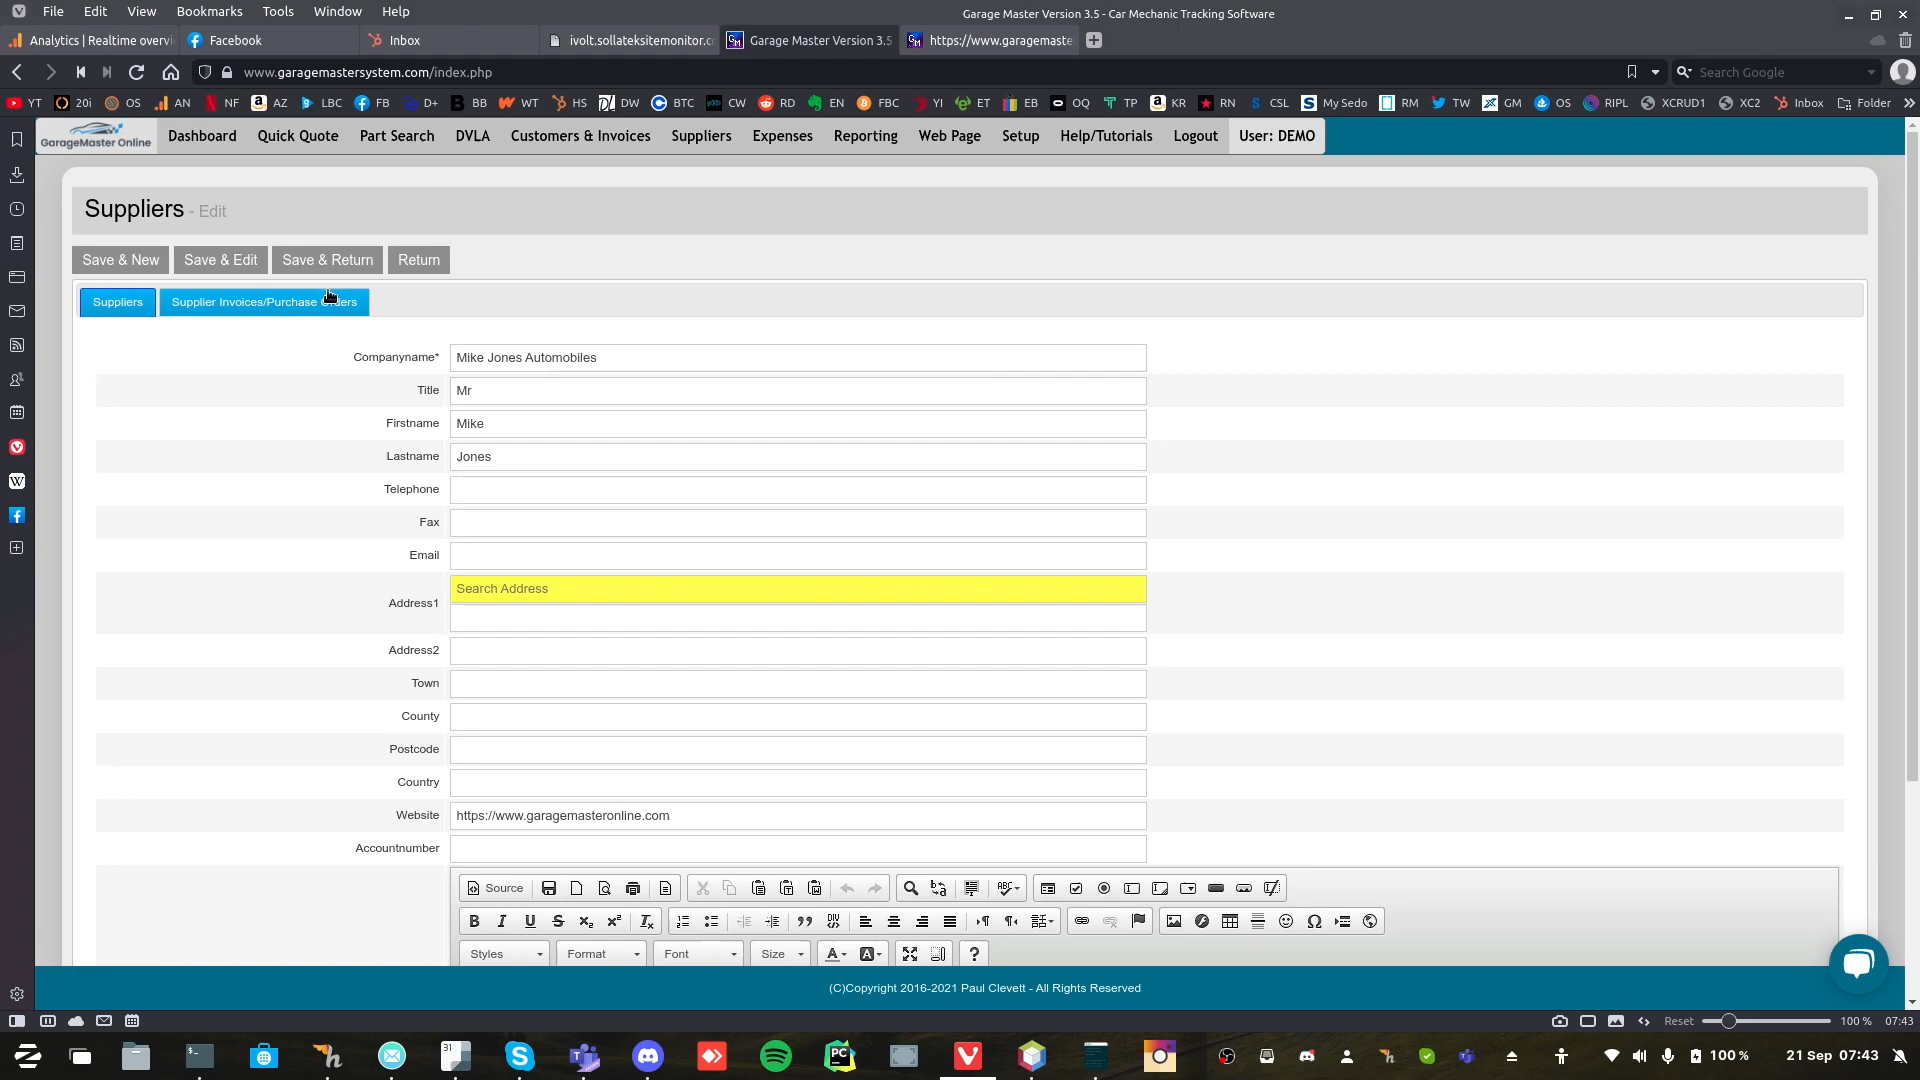 File Edit View Bookmarks Tools Window Help
Garage Master Version 3.5 - Car Mechanic Tracking Software
Analytics | Realtime overvi
Facebook
Inbox
ivolt.sollateksitemonitor.c
Garage Master Version 3.5
https://www.garagemaste
www.garagemastersystem.com/index.php
Search Google
YT 20i OS AN NF AZ LBC FB D+ BB WT HS DW BTC CW RD EN FBC YI ET EB OQ TP KR RN CSL My Sedo RM TW GM OS RIPL XCRUD1 XC2 Inbox Folder
GarageMaster Online
Dashboard Quick Quote Part Search DVLA Customers & Invoices Suppliers Expenses Reporting Web Page Setup Help/Tutorials Logout User: DEMO
Suppliers - Edit
Save & New Save & Edit Save & Return Return
Suppliers Supplier Invoices/Purchase
Companyname* Mike Jones Automobiles
Title Mr
Firstname Mike
Lastname Jones
Telephone
Fax
Email
Search Address
Address1
Address2
Town
County
Postcode
Country
Website https://www.garagemasteronline.com
Accountnumber
Source
Styles Format Font Size
(C)Copyright 2016-2021 Paul Clevett - All Rights Reserved
Reset 100 % 07:43
100 % 21 Sep 07:43